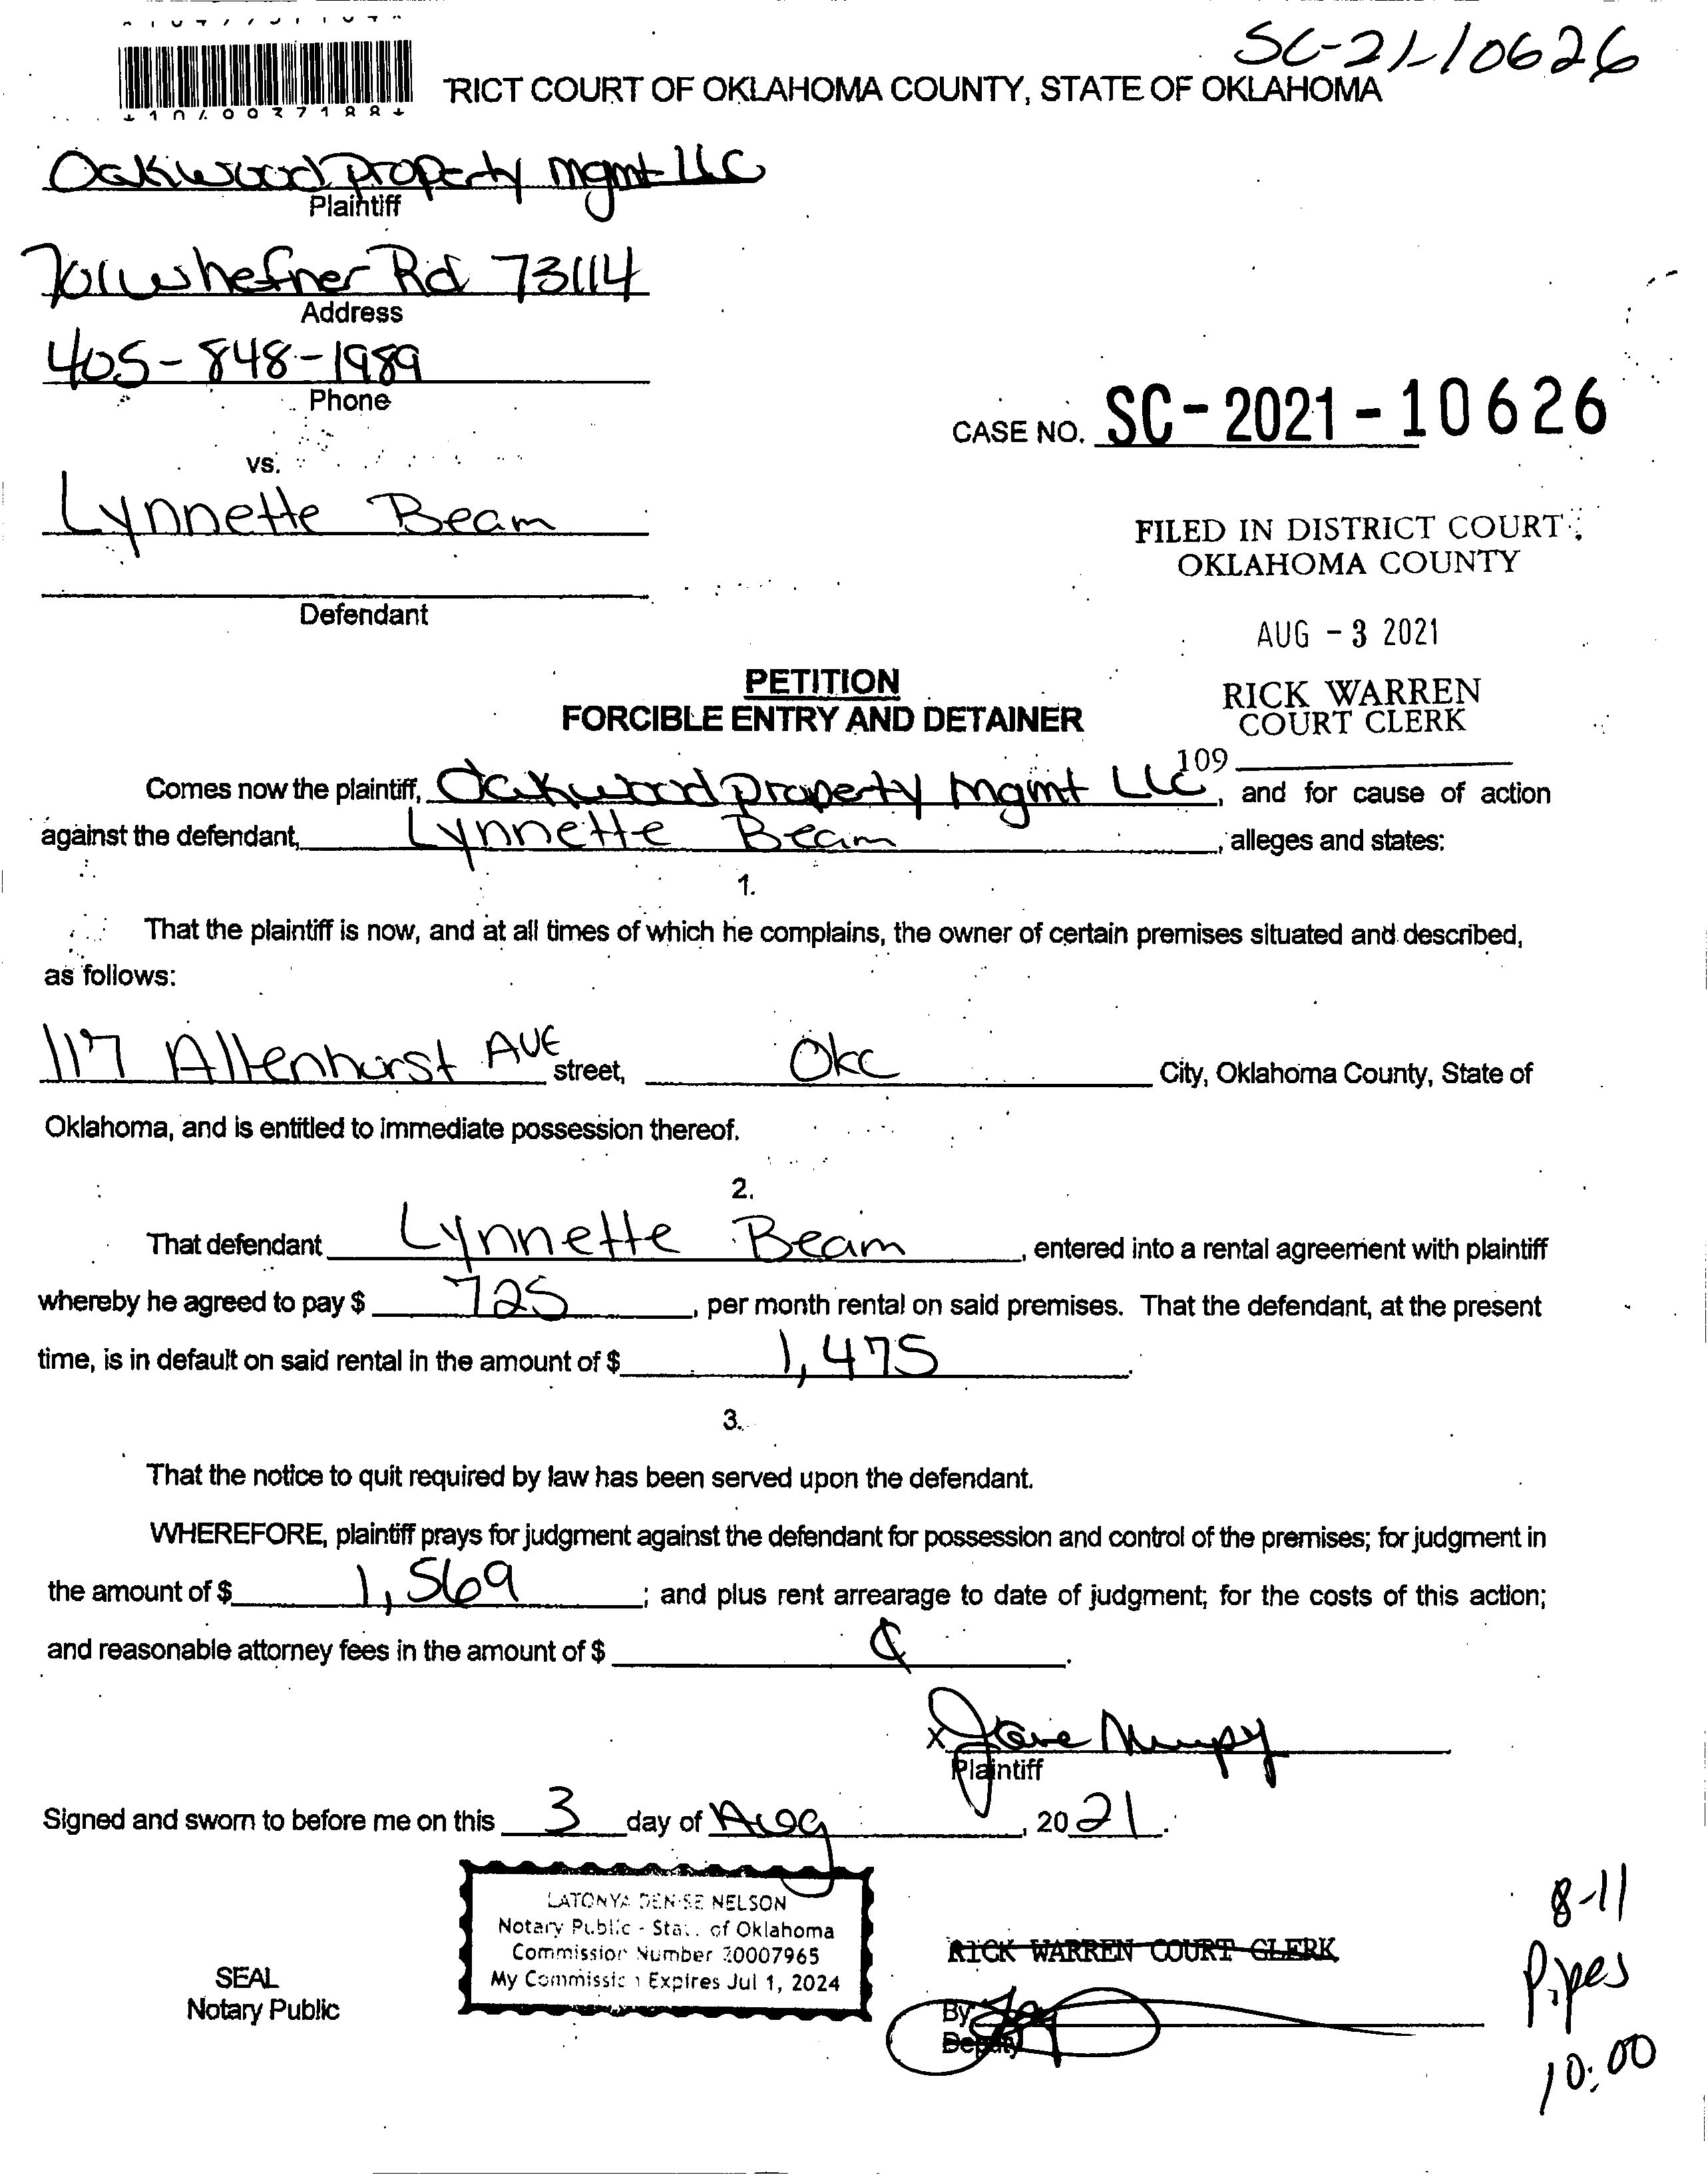 SC-21-10626
RICT COURT OF OKLAHOMA COUNTY, STATE OF OKLAHOMA
Oakwood Property Mgmt LLC
Plaintiff
701 W hefner Rd 73114
Address
405-848-1989
Phone
CASE NO. SC-2021-10626
vs.
Lynnette Beam
FILED IN DISTRICT COURT
OKLAHOMA COUNTY
Defendant
AUG -3 2021
PETITION
RICK WARREN
FORCIBLE ENTRY AND DETAINER
COURT CLERK
109
Comes now the plaintiff, Oakwood Property Mgmt LLC, and for cause of action
against the defendant, Lynnette Beam, alleges and states:
1.
That the plaintiff is now, and at all times of which he complains, the owner of certain premises situated and described,
as follows:
117 Allenhurst AVE street, Okc City, Oklahoma County, State of
Oklahoma, and is entitled to immediate possession thereof.
2.
That defendant Lynnette Beam, entered into a rental agreement with plaintiff
whereby he agreed to pay $ 725, per month rental on said premises. That the defendant, at the present
time, is in default on said rental in the amount of $ 1,475.
3.
That the notice to quit required by law has been served upon the defendant.
WHEREFORE, plaintiff prays for judgment against the defendant for possession and control of the premises; for judgment in
the amount of $ 1,569; and plus rent arrearage to date of judgment; for the costs of this action;
and reasonable attorney fees in the amount of $
x
Plaintiff
Signed and sworn to before me on this 3 day of Aug, 2021.
LATONYA DENISE NELSON
Notary Public - State of Oklahoma
Commission Number 20007965
My Commission Expires Jul 1, 2024
SEAL
Notary Public
RICK WARREN COURT CLERK
By
Deputy
8-11
Pipes
10:00